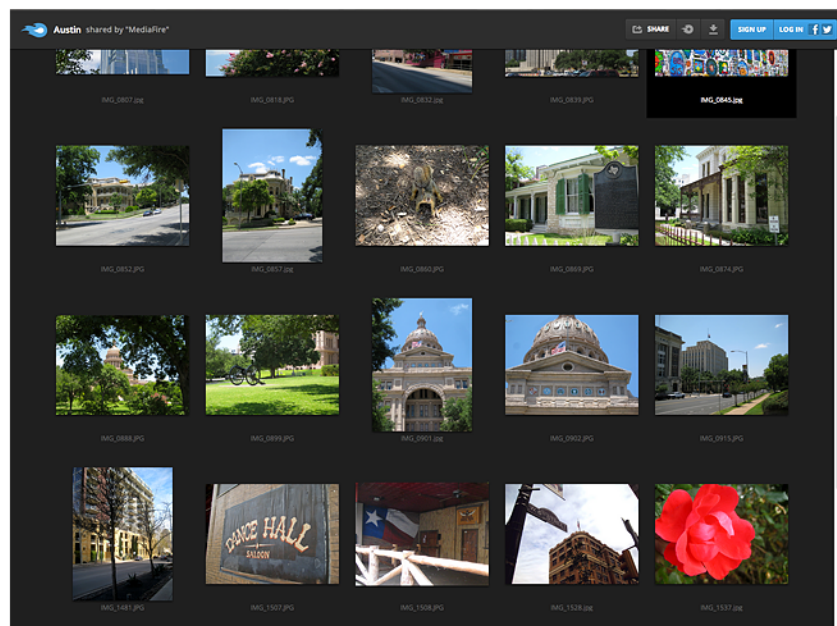 Austin shared by "MediaFire"
SHARE
SIGN UP
LOG IN
IMG_0807.jpg
IMG_0818.JPG
IMG_0832.jpg
IMG_0839.JPG
IMG_0845.jpg
IMG_0852.JPG
IMG_0857.jpg
IMG_0860.jpg
IMG_0869.JPG
IMG_0874.JPG
IMG_0888.JPG
IMG_0899.JPG
IMG_0901.jpg
IMG_0902.JPG
IMG_0915.JPG
DANCE HALL
SALOON
IMG_1481.JPG
IMG_1507.JPG
IMG_1508.JPG
IMG_1528.jpg
IMG_1537.jpg